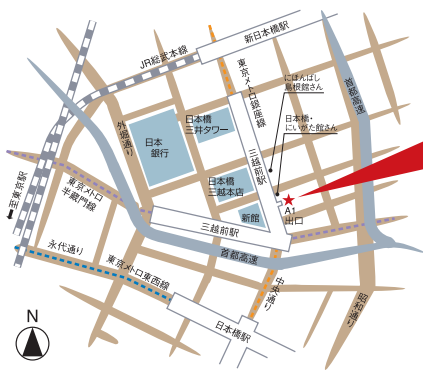 新日本橋駅
JR総武本線
東京メトロ銀座線
にほんばし
島根館さん
首都高速
外堀通り
日本橋
三井タワー
日本
銀行
日本橋・
にいがた館さん
三越前駅
日本橋
三越本店
東京メトロ
半蔵門線
至東京駅
新館
A1
出口
三越前駅
永代通り
首都高速
東京メトロ東西線
中央通り
昭和通り
日本橋駅
N